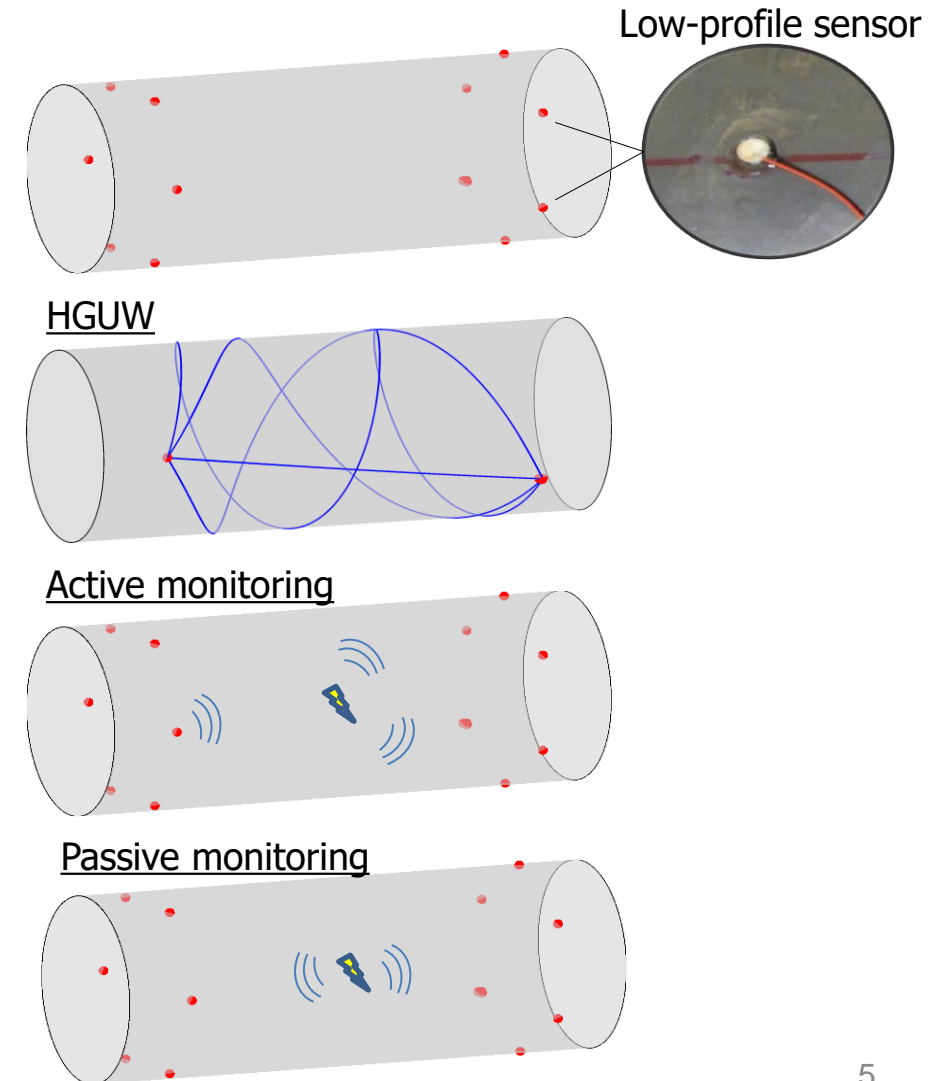 Low-profile sensor
HGUW
Active monitoring
Passive monitoring
5